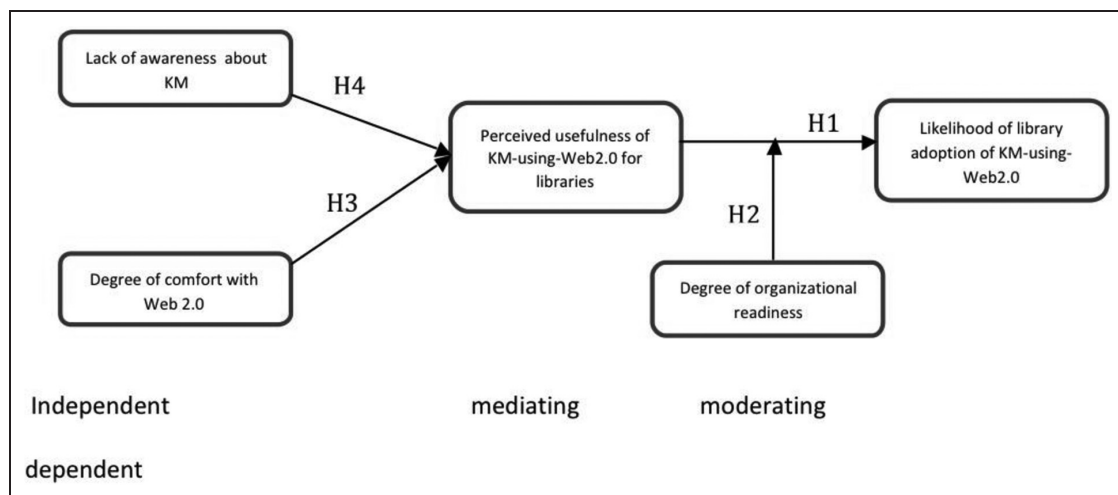 Lack of awareness about
KM
H4
Perceived usefulness of
KM-using-Web2.0 for
libraries
H1
Likelihood of library
adoption of KM-using-
Web2.0
H3
H2
Degree of comfort with
Web 2.0
Degree of organizational
readiness
Independent mediating moderating
dependent